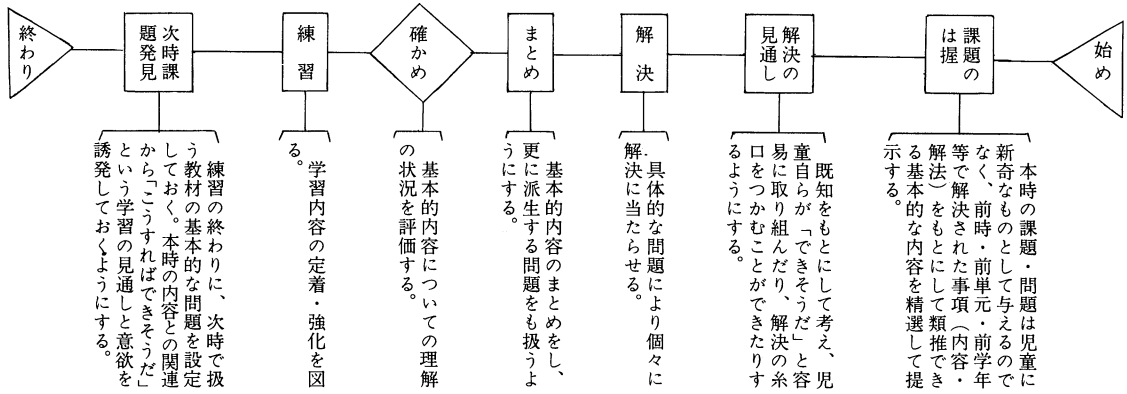 始め
課題の
は握
本時の課題・問題は児童に
新奇なものとして与えるので
なく、前時・前単元・前学年
等で解決された事項（内容・
解法）をもとにして類推でき
る基本的な内容を精選して提
示する。
解決の
見通し
既知をもとにして考え、児
童自らが「できそうだ」と容
易に取り組んだり、解決の糸
口をつかむことができたりす
るようにする。
解決
具体的な問題により個々に
解決に当たらせる。
まとめ
基本的内容のまとめをし、
更に派生する問題をも扱うよ
うにする。
確かめ
基本的内容についての理解
の状況を評価する。
練習
学習内容の定着・強化を図
る。
次時課
題発見
練習の終わりに、次時で扱
う教材の基本的な問題を設定
しておく。本時の内容との関連
から「こうすればできそうだ」
という学習の見通しと意欲を
誘発しておくようにする。
終わり